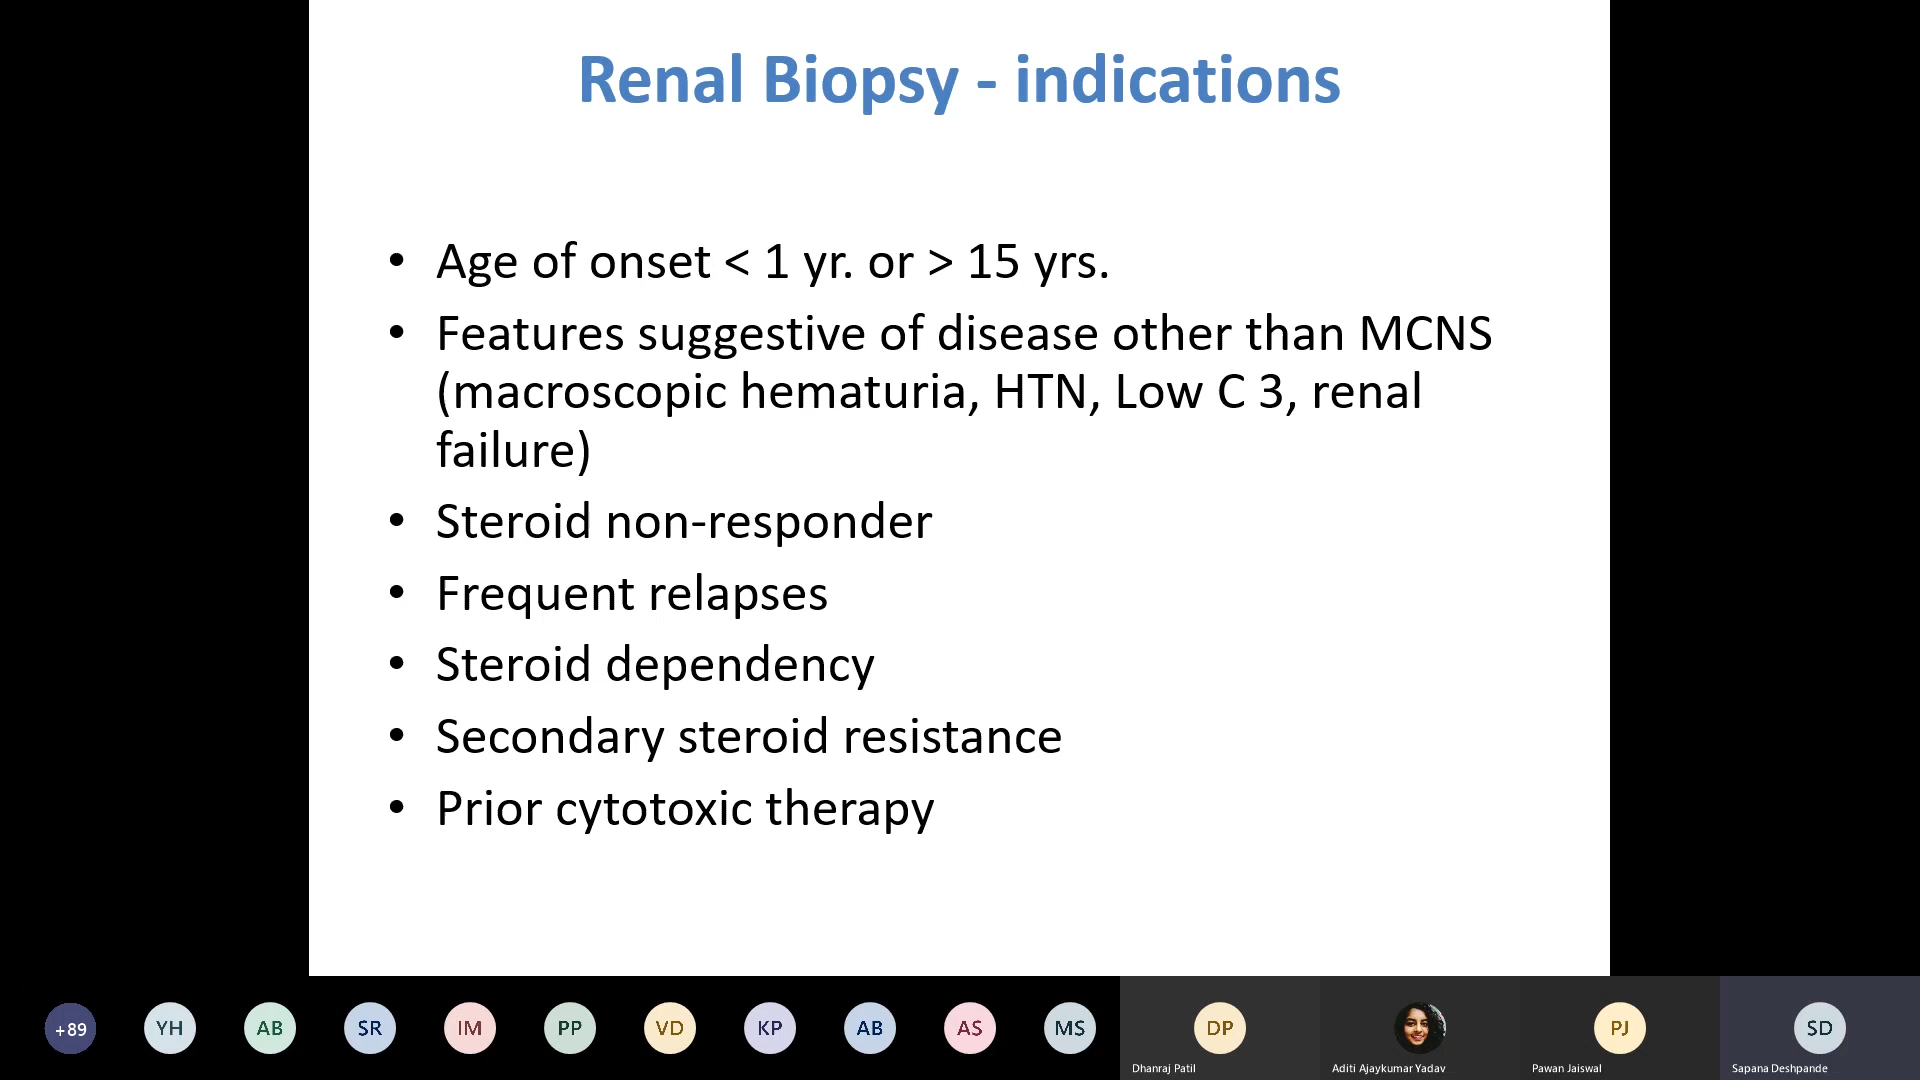 Renal Biopsy - indications
• Age of onset < 1 yr. or > 15 yrs.
• Features suggestive of disease other than MCNS
(macroscopic hematuria, HTN, Low C 3, renal
failure)
• Steroid non-responder
• Frequent relapses
• Steroid dependency
• Secondary steroid resistance
• Prior cytotoxic therapy
+89 YH AB SR IM PP VD KP AB AS MS DP PJ SD
Dhanraj Patil Aditi Ajaykumar Yadav Pawan Jaiswal Sapana Deshpande